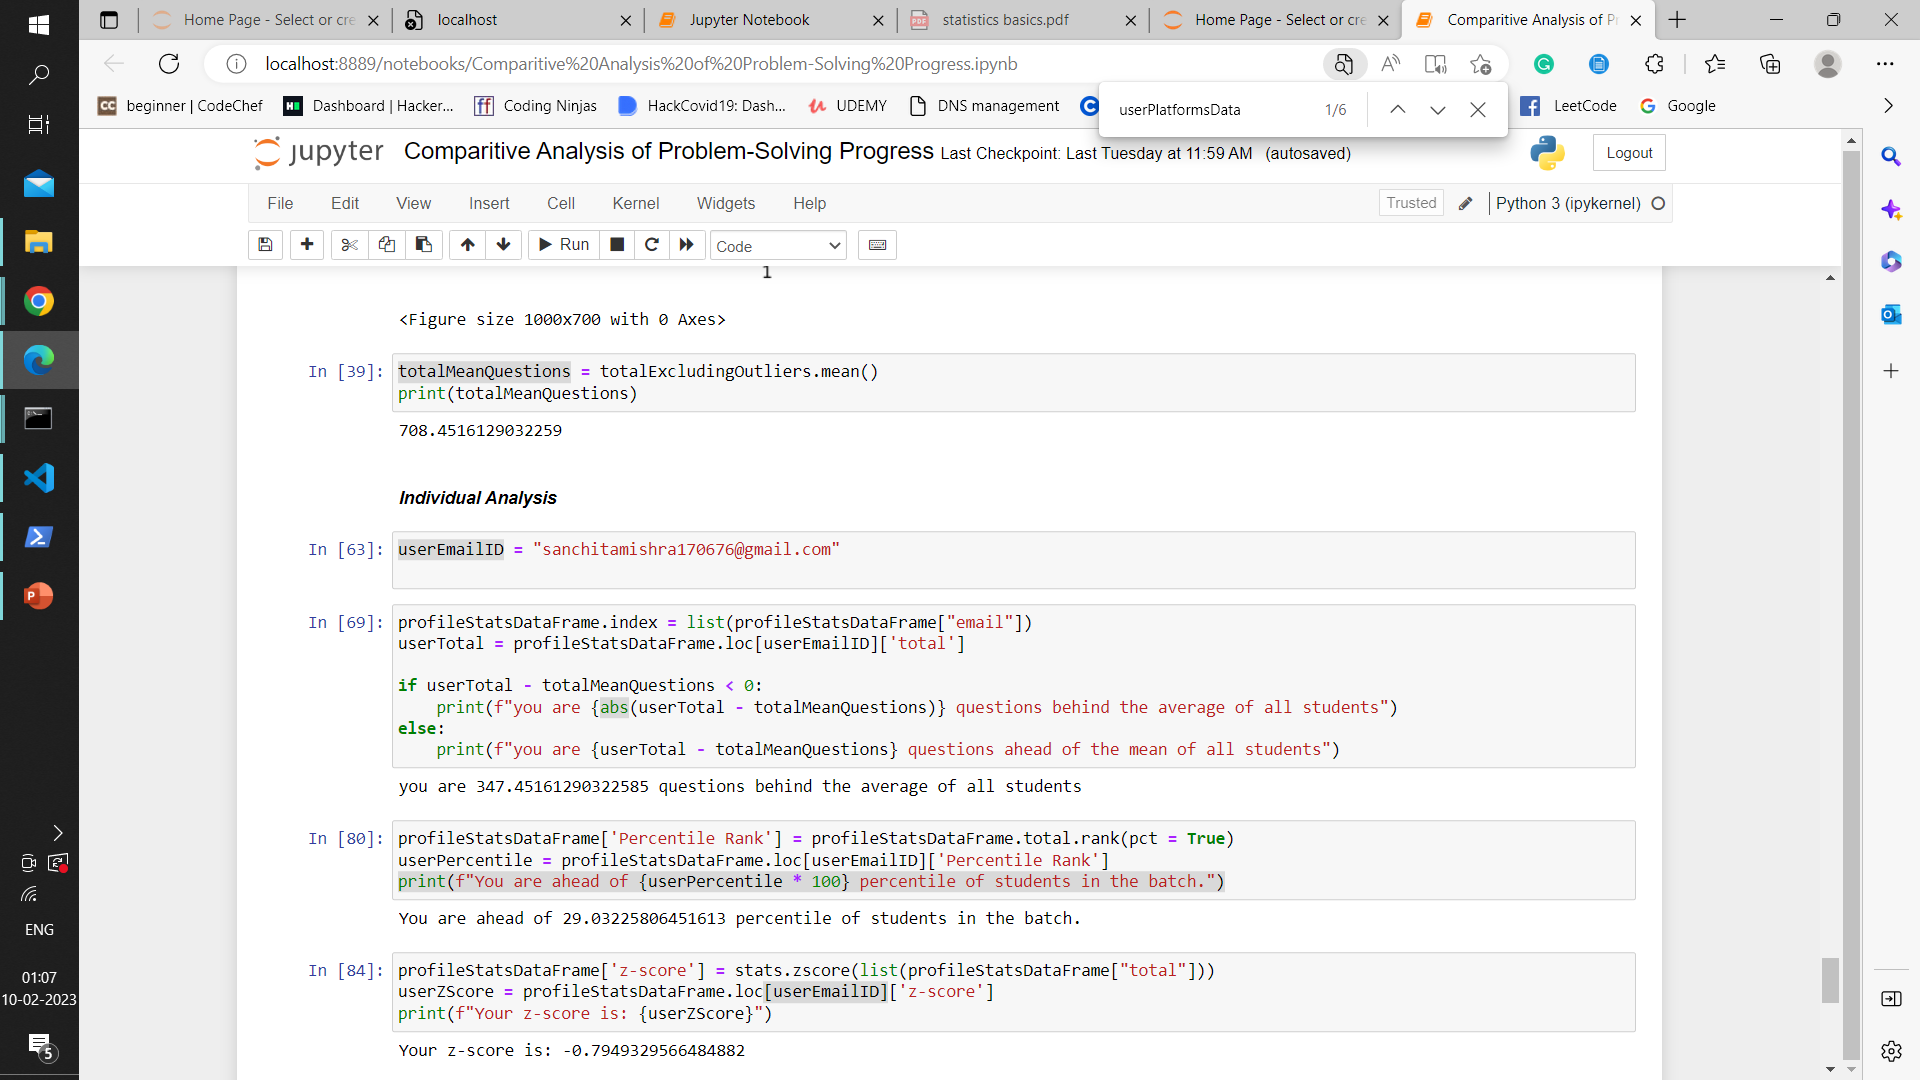 Home Page - Select or cre
localhost
Jupyter Notebook
statistics basics.pdf
Home Page - Select or cre
Comparitive Analysis of Pr
localhost:8889/notebooks/Comparitive%20Analysis%20of%20Problem-Solving%20Progress.ipynb
beginner | CodeChef
Dashboard | Hacker...
Coding Ninjas
HackCovid19: Dash...
UDEMY
DNS management
LeetCode
Google
userPlatformsData 1/6
jupyter Comparitive Analysis of Problem-Solving Progress Last Checkpoint: Last Tuesday at 11:59 AM (autosaved)
Logout
File Edit View Insert Cell Kernel Widgets Help
Trusted
Python 3 (ipykernel)
Run
Code
1
<Figure size 1000x700 with 0 Axes>
In [39]: totalMeanQuestions = totalExcludingOutliers.mean()
print(totalMeanQuestions)
708.4516129032259
Individual Analysis
In [63]: userEmailID = "sanchitamishra170676@gmail.com"
In [69]: profileStatsDataFrame.index = list(profileStatsDataFrame["email"])
userTotal = profileStatsDataFrame.loc[userEmailID]['total']
if userTotal - totalMeanQuestions < 0:
print(f"you are {abs(userTotal - totalMeanQuestions)} questions behind the average of all students")
else:
print(f"you are {userTotal - totalMeanQuestions} questions ahead of the mean of all students")
you are 347.45161290322585 questions behind the average of all students
In [80]: profileStatsDataFrame['Percentile Rank'] = profileStatsDataFrame.total.rank(pct = True)
userPercentile = profileStatsDataFrame.loc[userEmailID]['Percentile Rank']
print(f"You are ahead of {userPercentile * 100} percentile of students in the batch.")
You are ahead of 29.03225806451613 percentile of students in the batch.
In [84]: profileStatsDataFrame['z-score'] = stats.zscore(list(profileStatsDataFrame["total"]))
userZScore = profileStatsDataFrame.loc[userEmailID]['z-score']
print(f"Your z-score is: {userZScore}")
Your z-score is: -0.7949329566484882
ENG
01:07
10-02-2023
5